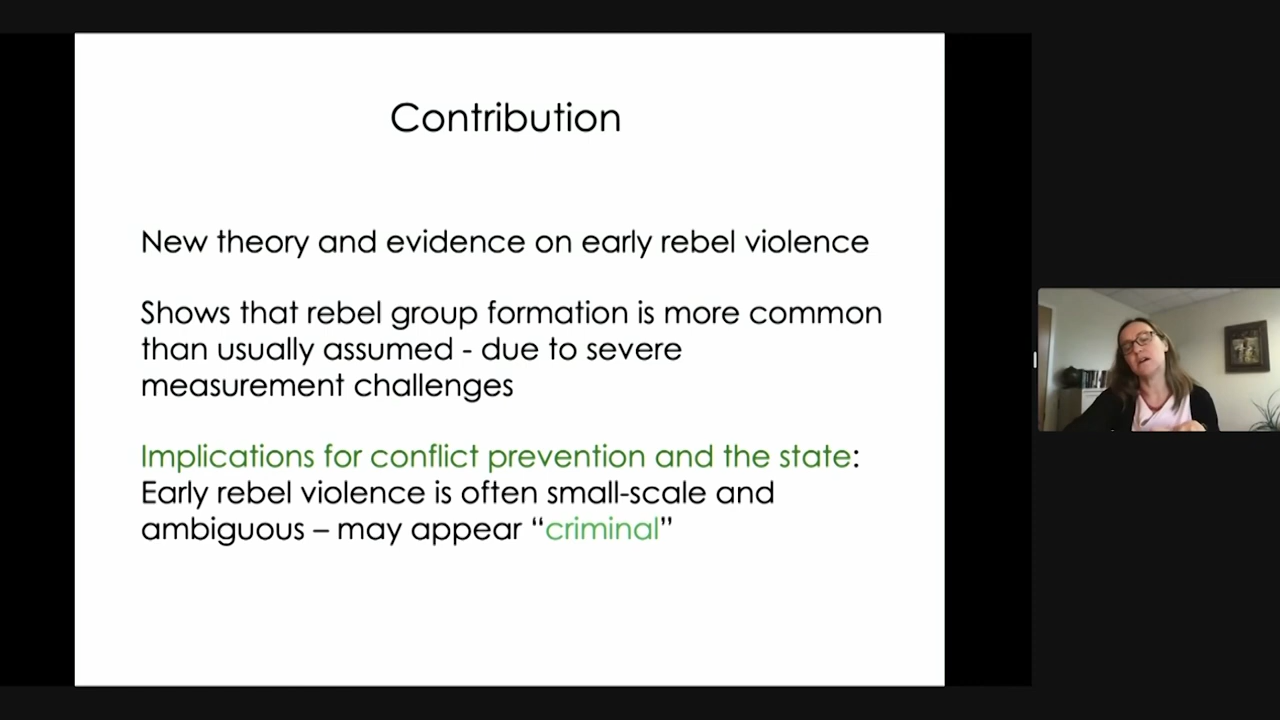 Contribution
New theory and evidence on early rebel violence
Shows that rebel group formation is more common
than usually assumed - due to severe
measurement challenges
Implications for conflict prevention and the state:
Early rebel violence is often small-scale and
ambiguous – may appear “criminal”